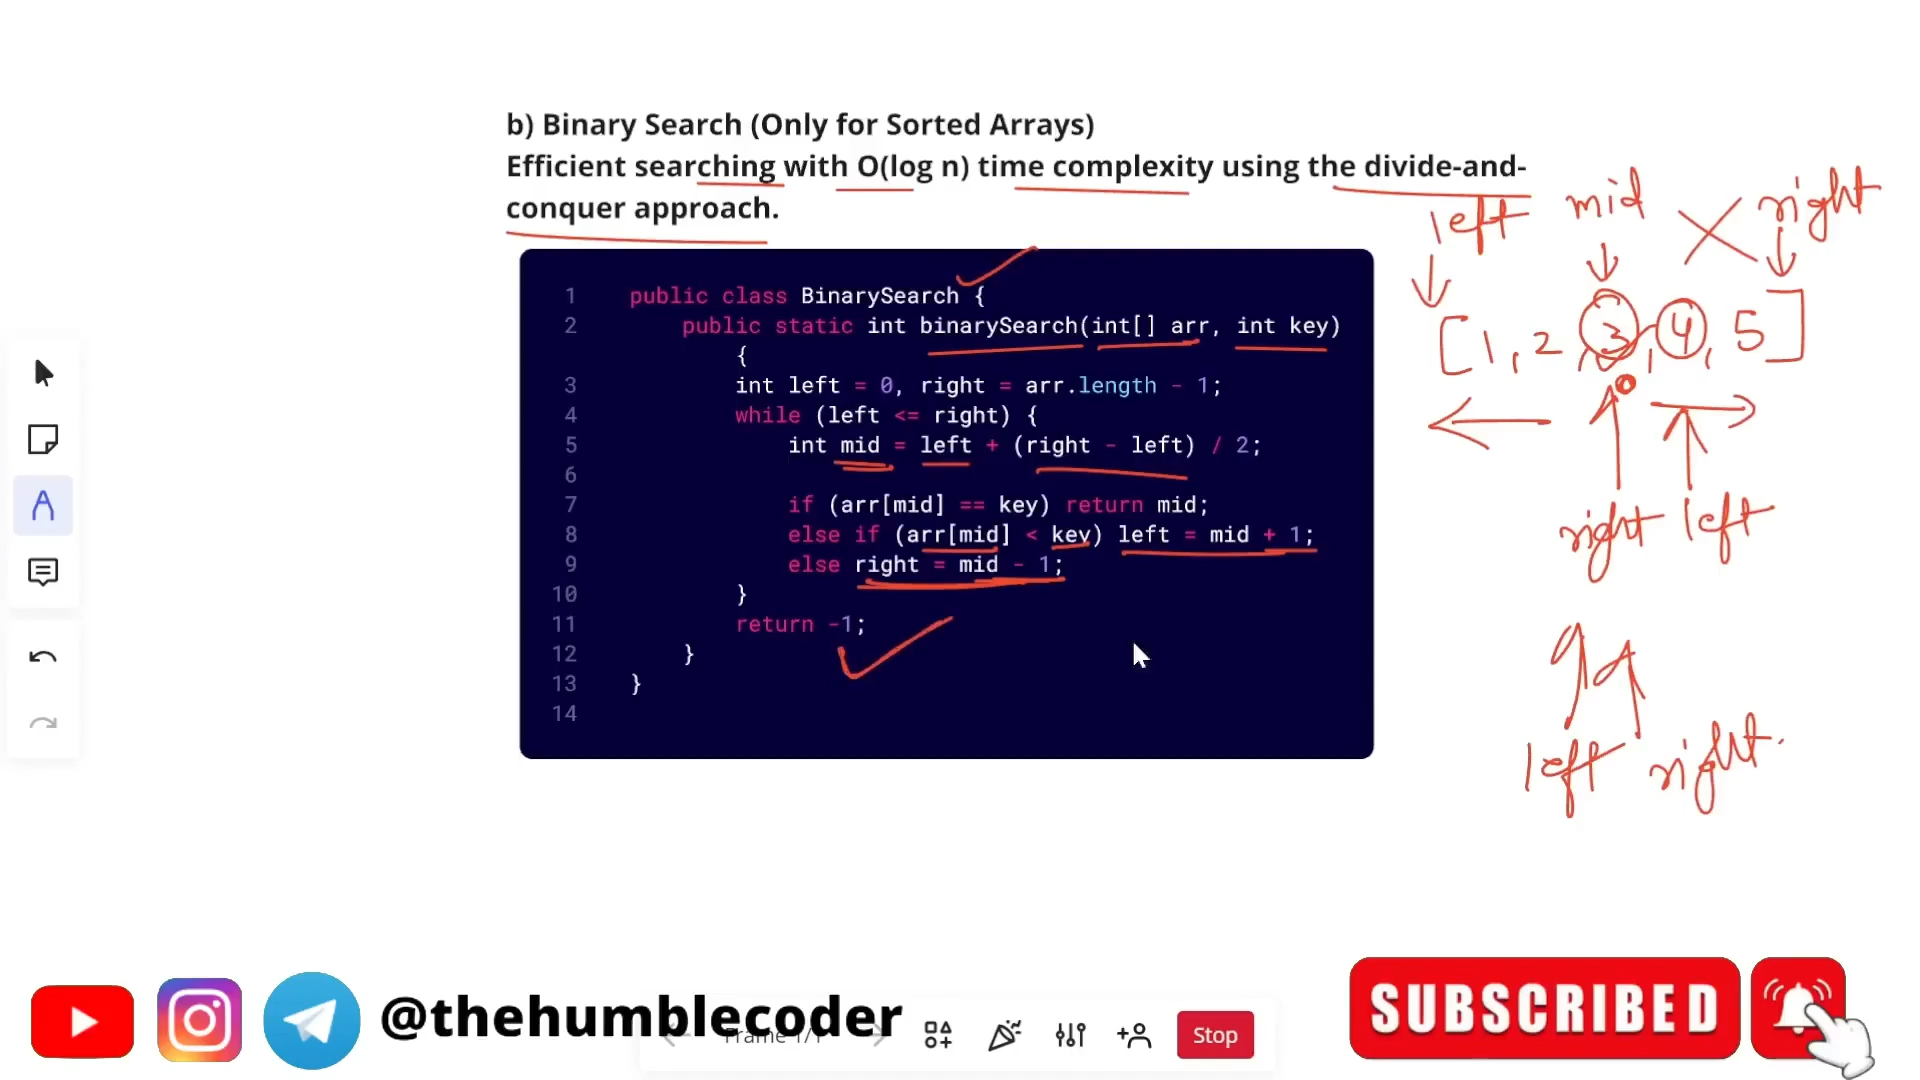 b) Binary Search (Only for Sorted Arrays)
Efficient searching with O(log n) time complexity using the divide-and-
conquer approach.
left mid right
[1, 2, 3, 4, 5]
1 public class BinarySearch {
2 public static int binarySearch(int[] arr, int key)
{
3 int left = 0, right = arr.length - 1;
4 while (left <= right) {
5 int mid = left + (right - left) / 2;
6
7 if (arr[mid] == key) return mid;
8 else if (arr[mid] < key) left = mid + 1;
9 else right = mid - 1;
10 }
11 return -1;
12 }
13 }
14
right left
left right
@thehumblecoder
Frame 1/1
Stop
SUBSCRIBED